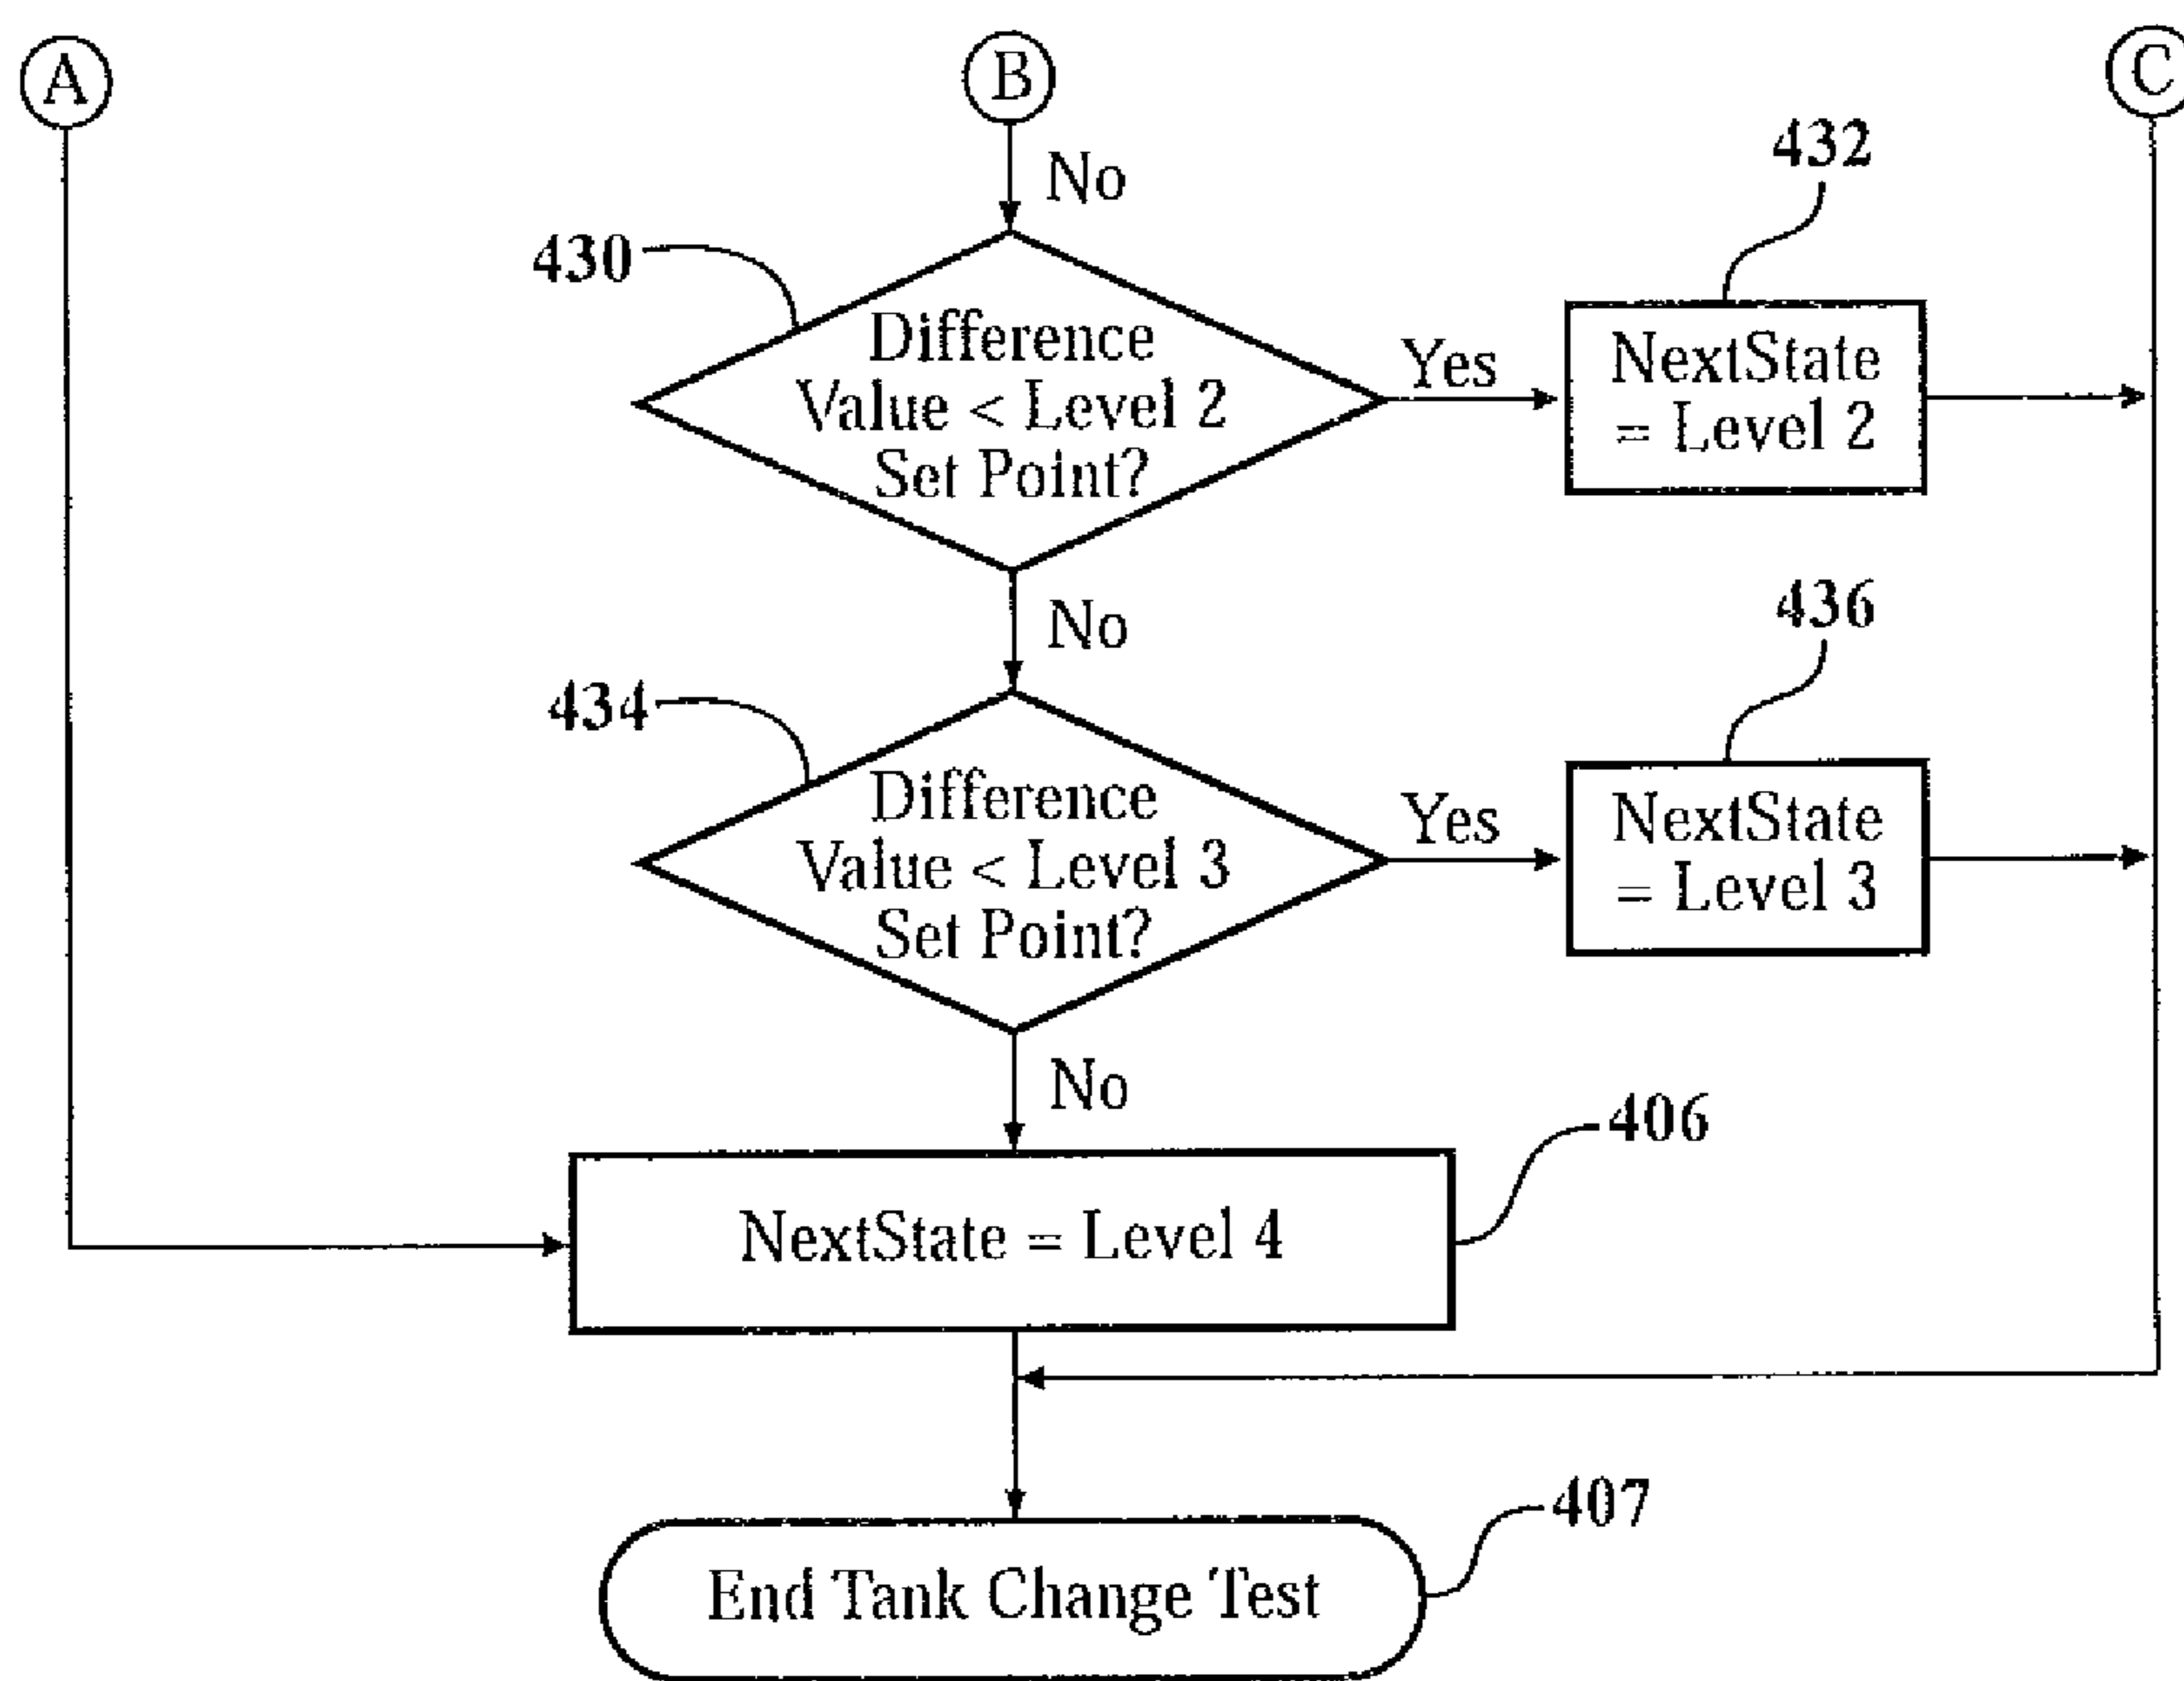 A
B
C
No
432
430
Difference
Value < Level 2
Set Point?
Yes
NextState
= Level 2
No
436
434
Difference
Value < Level 3
Set Point?
Yes
NextState
= Level 3
No
406
NextState = Level 4
407
End Tank Change Test